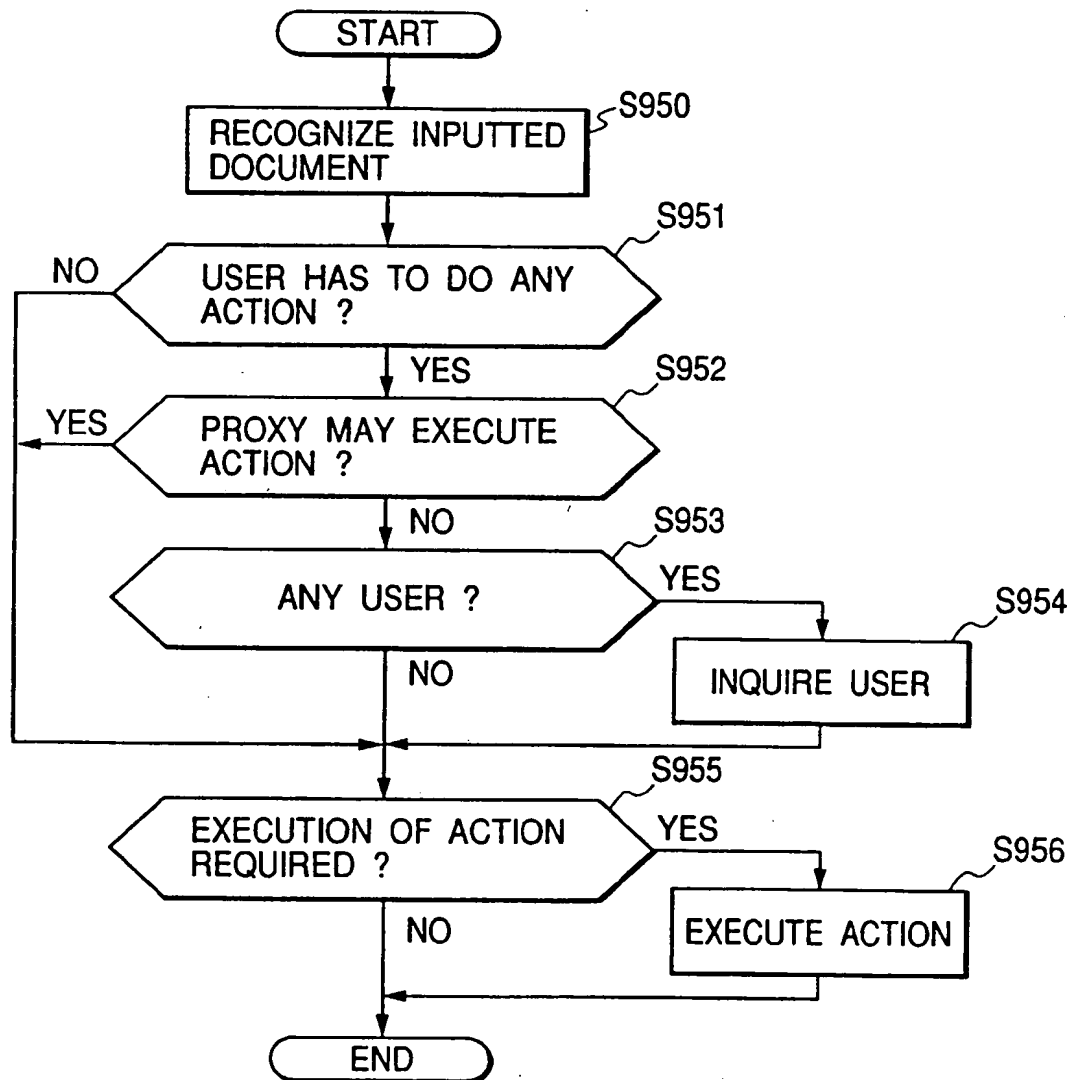 START
S950
RECOGNIZE INPUTTED
DOCUMENT
S951
NO
USER HAS TO DO ANY
ACTION ?
YES
S952
YES
PROXY MAY EXECUTE
ACTION ?
NO
S953
ANY USER ?
YES
S954
NO
INQUIRE USER
S955
EXECUTION OF ACTION
REQUIRED ?
YES
S956
NO
EXECUTE ACTION
END